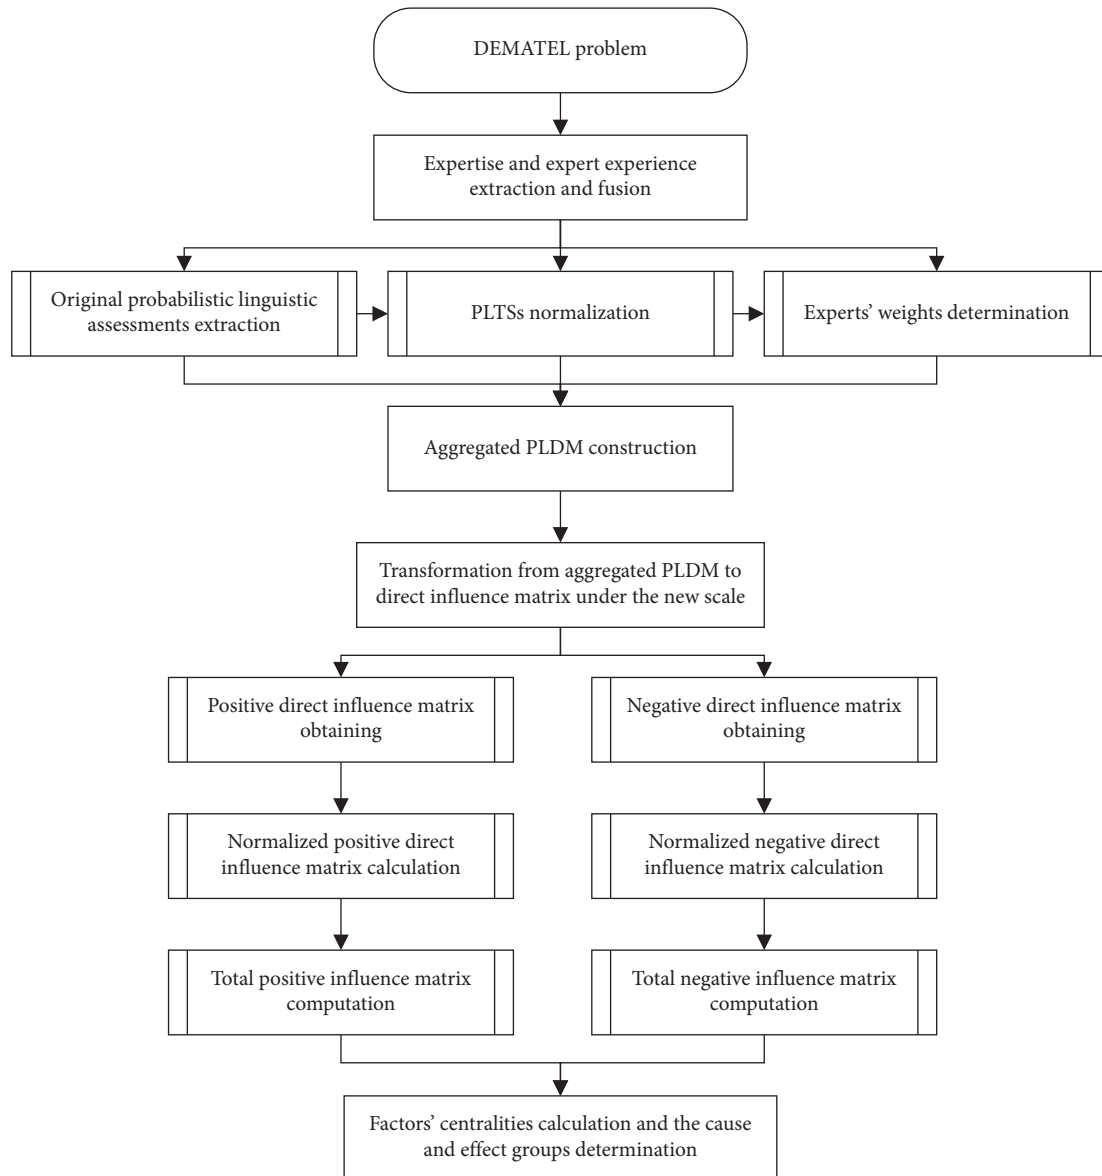 DEMATEL problem
Expertise and expert experience
extraction and fusion
Original probabilistic linguistic
assessments extraction
PLTSs normalization
Experts’ weights determination
Aggregated PLDM construction
Transformation from aggregated PLDM to
direct influence matrix under the new scale
Positive direct influence matrix
obtaining
Negative direct influence matrix
obtaining
Normalized positive direct
influence matrix calculation
Normalized negative direct
influence matrix calculation
Total positive influence matrix
computation
Total negative influence matrix
computation
Factors’ centralities calculation and the cause
and effect groups determination